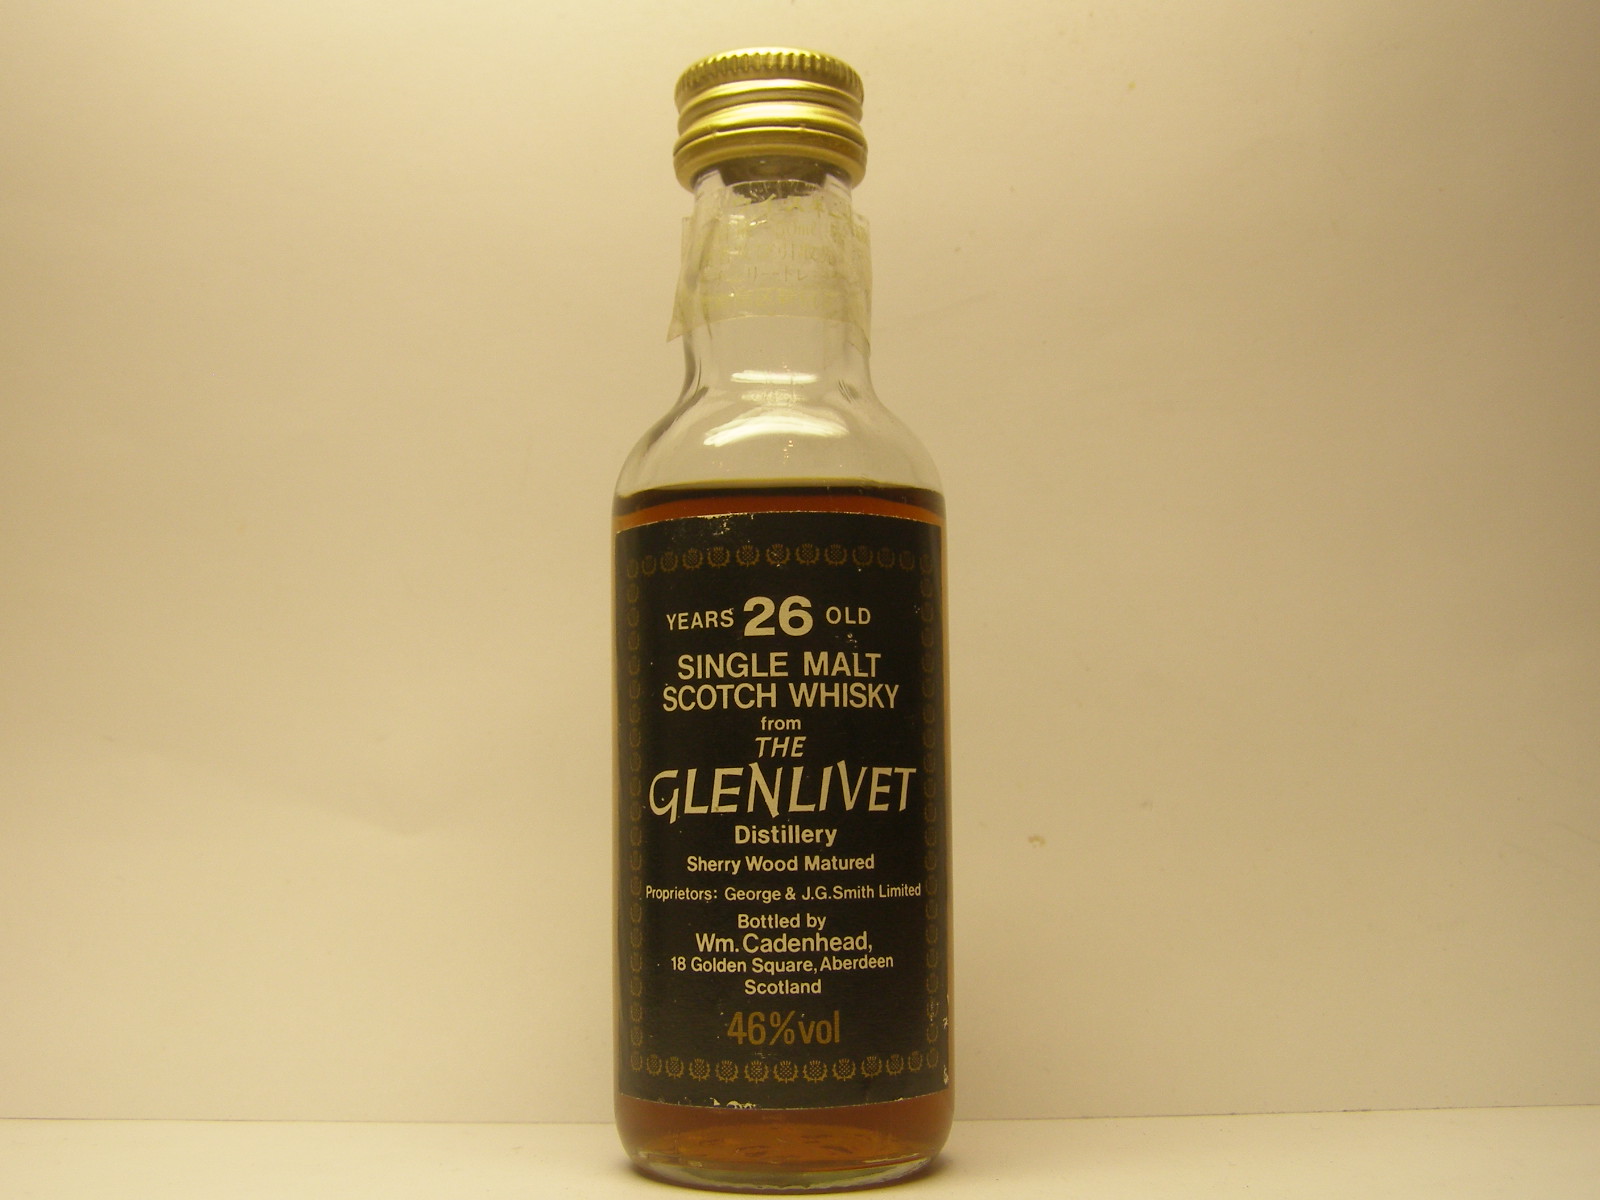 YEARS 26 OLD
SINGLE MALT
SCOTCH WHISKY
from
THE
GLENLIVET
Distillery
Sherry Wood Matured
Proprietors: George & J.G.Smith Limited
Bottled by
Wm. Cadenhead,
18 Golden Square, Aberdeen
Scotland
46%vol